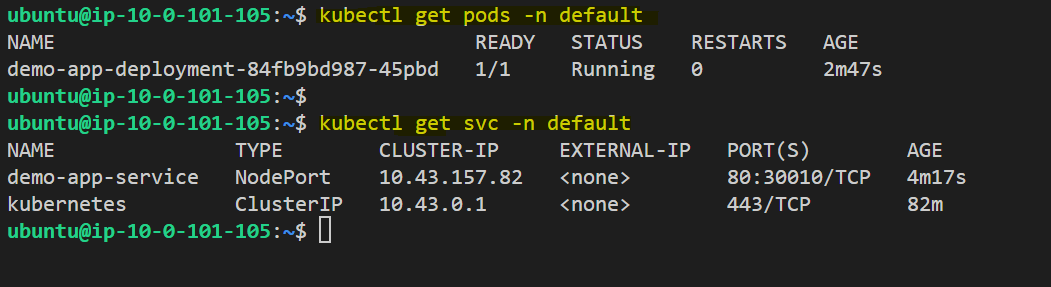 ubuntu@ip-10-0-101-105:~$ kubectl get pods -n default
NAME                                   READY   STATUS    RESTARTS   AGE
demo-app-deployment-84fb9bd987-45pbd   1/1     Running   0          2m47s
ubuntu@ip-10-0-101-105:~$
ubuntu@ip-10-0-101-105:~$ kubectl get svc -n default
NAME               TYPE        CLUSTER-IP     EXTERNAL-IP   PORT(S)        AGE
demo-app-service   NodePort    10.43.157.82   <none>        80:30010/TCP   4m17s
kubernetes         ClusterIP   10.43.0.1      <none>        443/TCP        82m
ubuntu@ip-10-0-101-105:~$